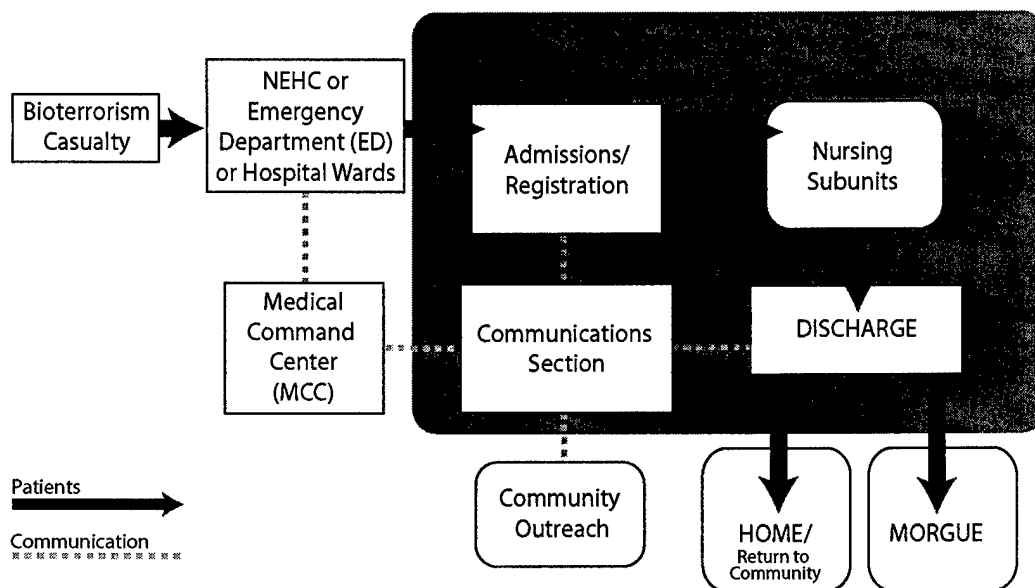 Bioterrorism
Casualty
NEHC or
Emergency
Department (ED)
or Hospital Wards
Admissions/
Registration
Nursing
Subunits
Medical
Command
Center
(MCC)
Communications
Section
DISCHARGE
Community
Outreach
HOME/
Return to
Community
MORGUE
Patients
Communication